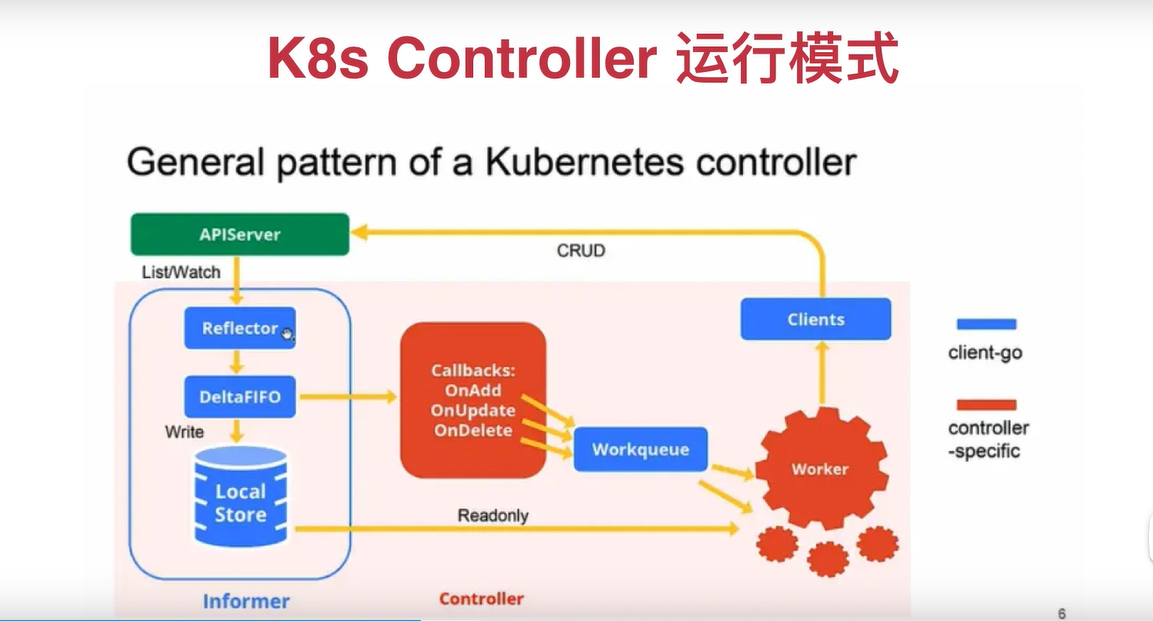 K8s Controller 运行模式
General pattern of a Kubernetes controller
APIServer
CRUD
List/Watch
Reflector
DeltaFIFO
Write
Local
Store
Informer
Callbacks:
OnAdd
OnUpdate
OnDelete
Workqueue
Readonly
Controller
Clients
Worker
client-go
controller
-specific
6